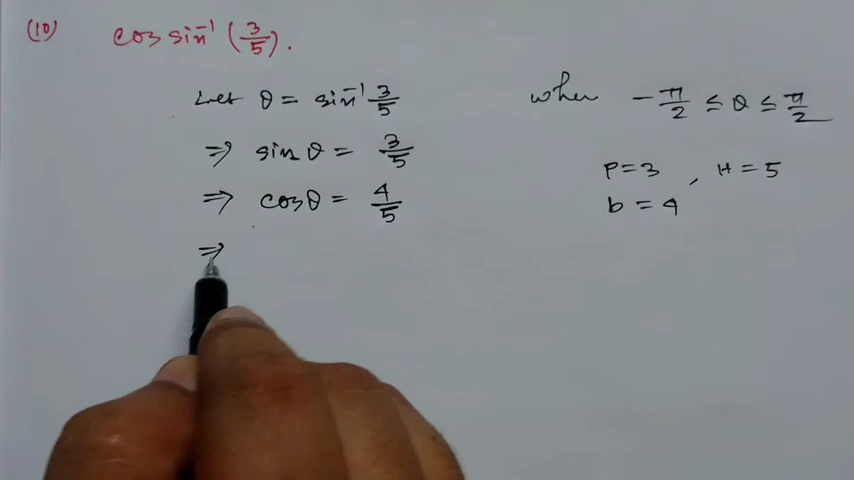 (10) cos sin⁻¹ (3/5).
Let θ = sin⁻¹ 3/5 when -π/2 ≤ θ ≤ π/2
⇒ sin θ = 3/5 P = 3, H = 5
⇒ cos θ = 4/5 b = 4
⇒